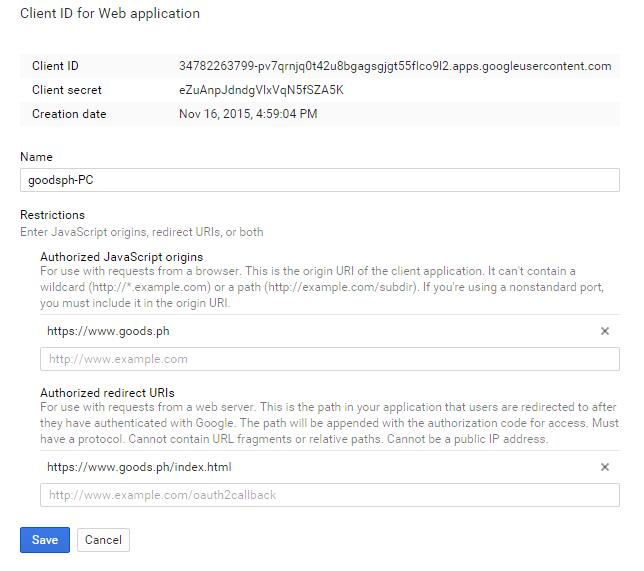 Client ID for Web application
Client ID 34782263799-pv7qrnjq0t42u8bgagsgjgt55flco9l2.apps.googleusercontent.com
Client secret eZuAnpJdndgVlxVqN5fSZA5K
Creation date Nov 16, 2015, 4:59:04 PM
Name
goodsph-PC
Restrictions
Enter JavaScript origins, redirect URIs, or both
Authorized JavaScript origins
For use with requests from a browser. This is the origin URI of the client application. It can't contain a
wildcard (http://*.example.com) or a path (http://example.com/subdir). If you're using a nonstandard port,
you must include it in the origin URI.
https://www.goods.ph
http://www.example.com
Authorized redirect URIs
For use with requests from a web server. This is the path in your application that users are redirected to after
they have authenticated with Google. The path will be appended with the authorization code for access. Must
have a protocol. Cannot contain URL fragments or relative paths. Cannot be a public IP address.
https://www.goods.ph/index.html
http://www.example.com/oauth2callback
Save Cancel